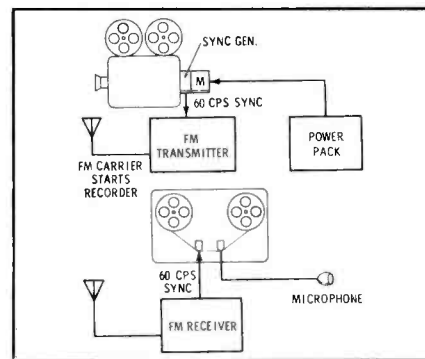 SYNC GEN.
M
60 CPS SYNC
FM
TRANSMITTER
POWER
PACK
FM CARRIER
STARTS
RECORDER
60 CPS
SYNC
MICROPHONE
FM RECEIVER